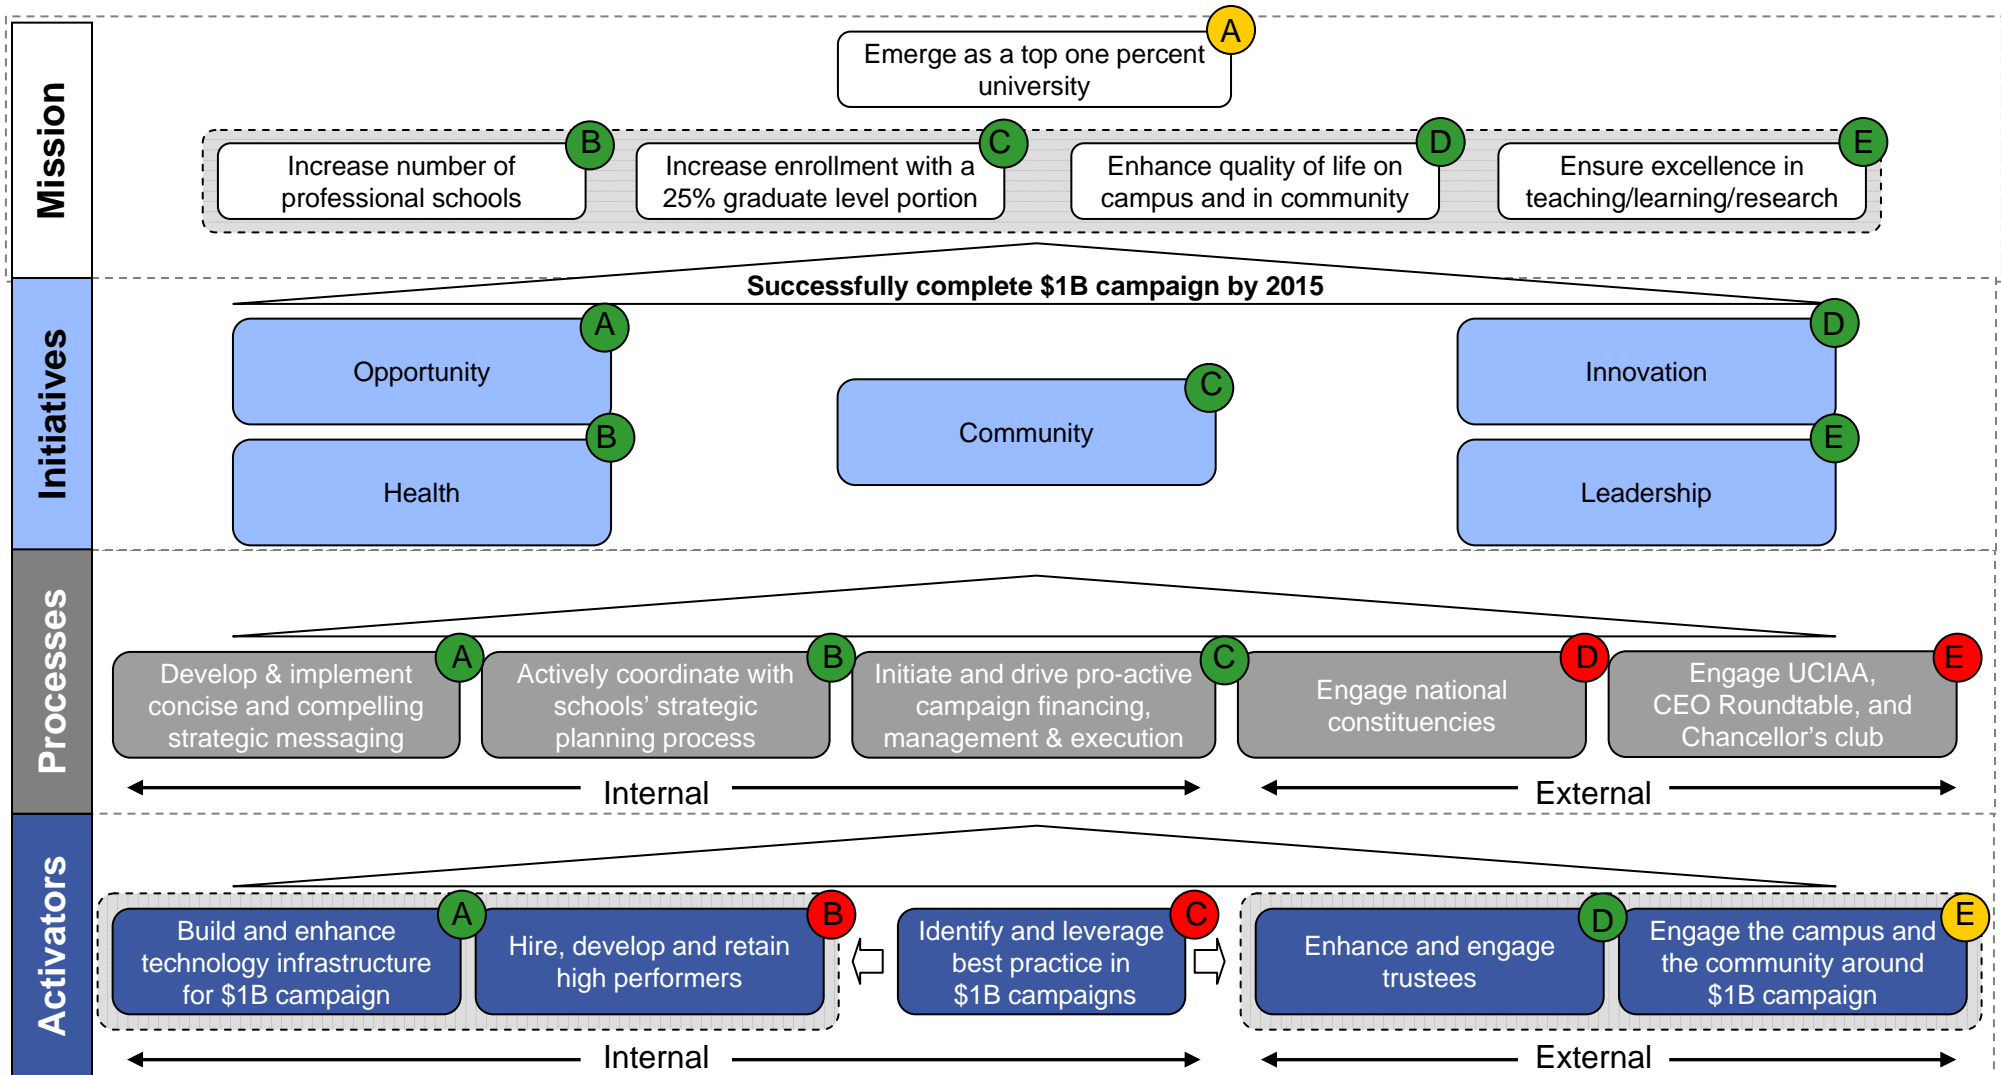 Mission
A
Emerge as a top one percent
university
B
Increase number of
professional schools
C
Increase enrollment with a
25% graduate level portion
D
Enhance quality of life on
campus and in community
E
Ensure excellence in
teaching/learning/research
Initiatives
Successfully complete $1B campaign by 2015
A
Opportunity
B
Health
C
Community
D
Innovation
E
Leadership
Processes
A
Develop & implement
concise and compelling
strategic messaging
B
Actively coordinate with
schools’ strategic
planning process
C
Initiate and drive pro-active
campaign financing,
management & execution
D
Engage national
constituencies
E
Engage UCIAA,
CEO Roundtable, and
Chancellor’s club
Internal
External
Activators
A
Build and enhance
technology infrastructure
for $1B campaign
B
Hire, develop and retain
high performers
C
Identify and leverage
best practice in
$1B campaigns
D
Enhance and engage
trustees
E
Engage the campus and
the community around
$1B campaign
Internal
External